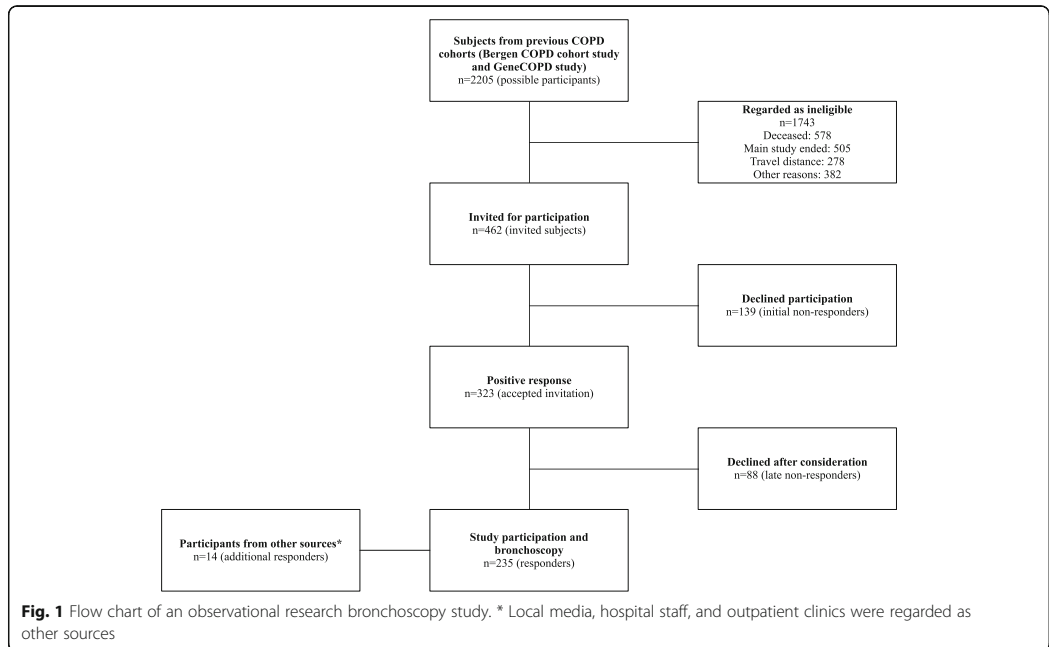 Subjects from previous COPD
cohorts (Bergen COPD cohort study
and GeneCOPD study)
n=2205 (possible participants)
Regarded as ineligible
n=1743
Deceased: 578
Main study ended: 505
Travel distance: 278
Other reasons: 382
Invited for participation
n=462 (invited subjects)
Declined participation
n=139 (initial non-responders)
Positive response
n=323 (accepted invitation)
Declined after consideration
n=88 (late non-responders)
Participants from other sources*
n=14 (additional responders)
Study participation and
bronchoscopy
n=235 (responders)
Fig. 1 Flow chart of an observational research bronchoscopy study. * Local media, hospital staff, and outpatient clinics were regarded as
other sources